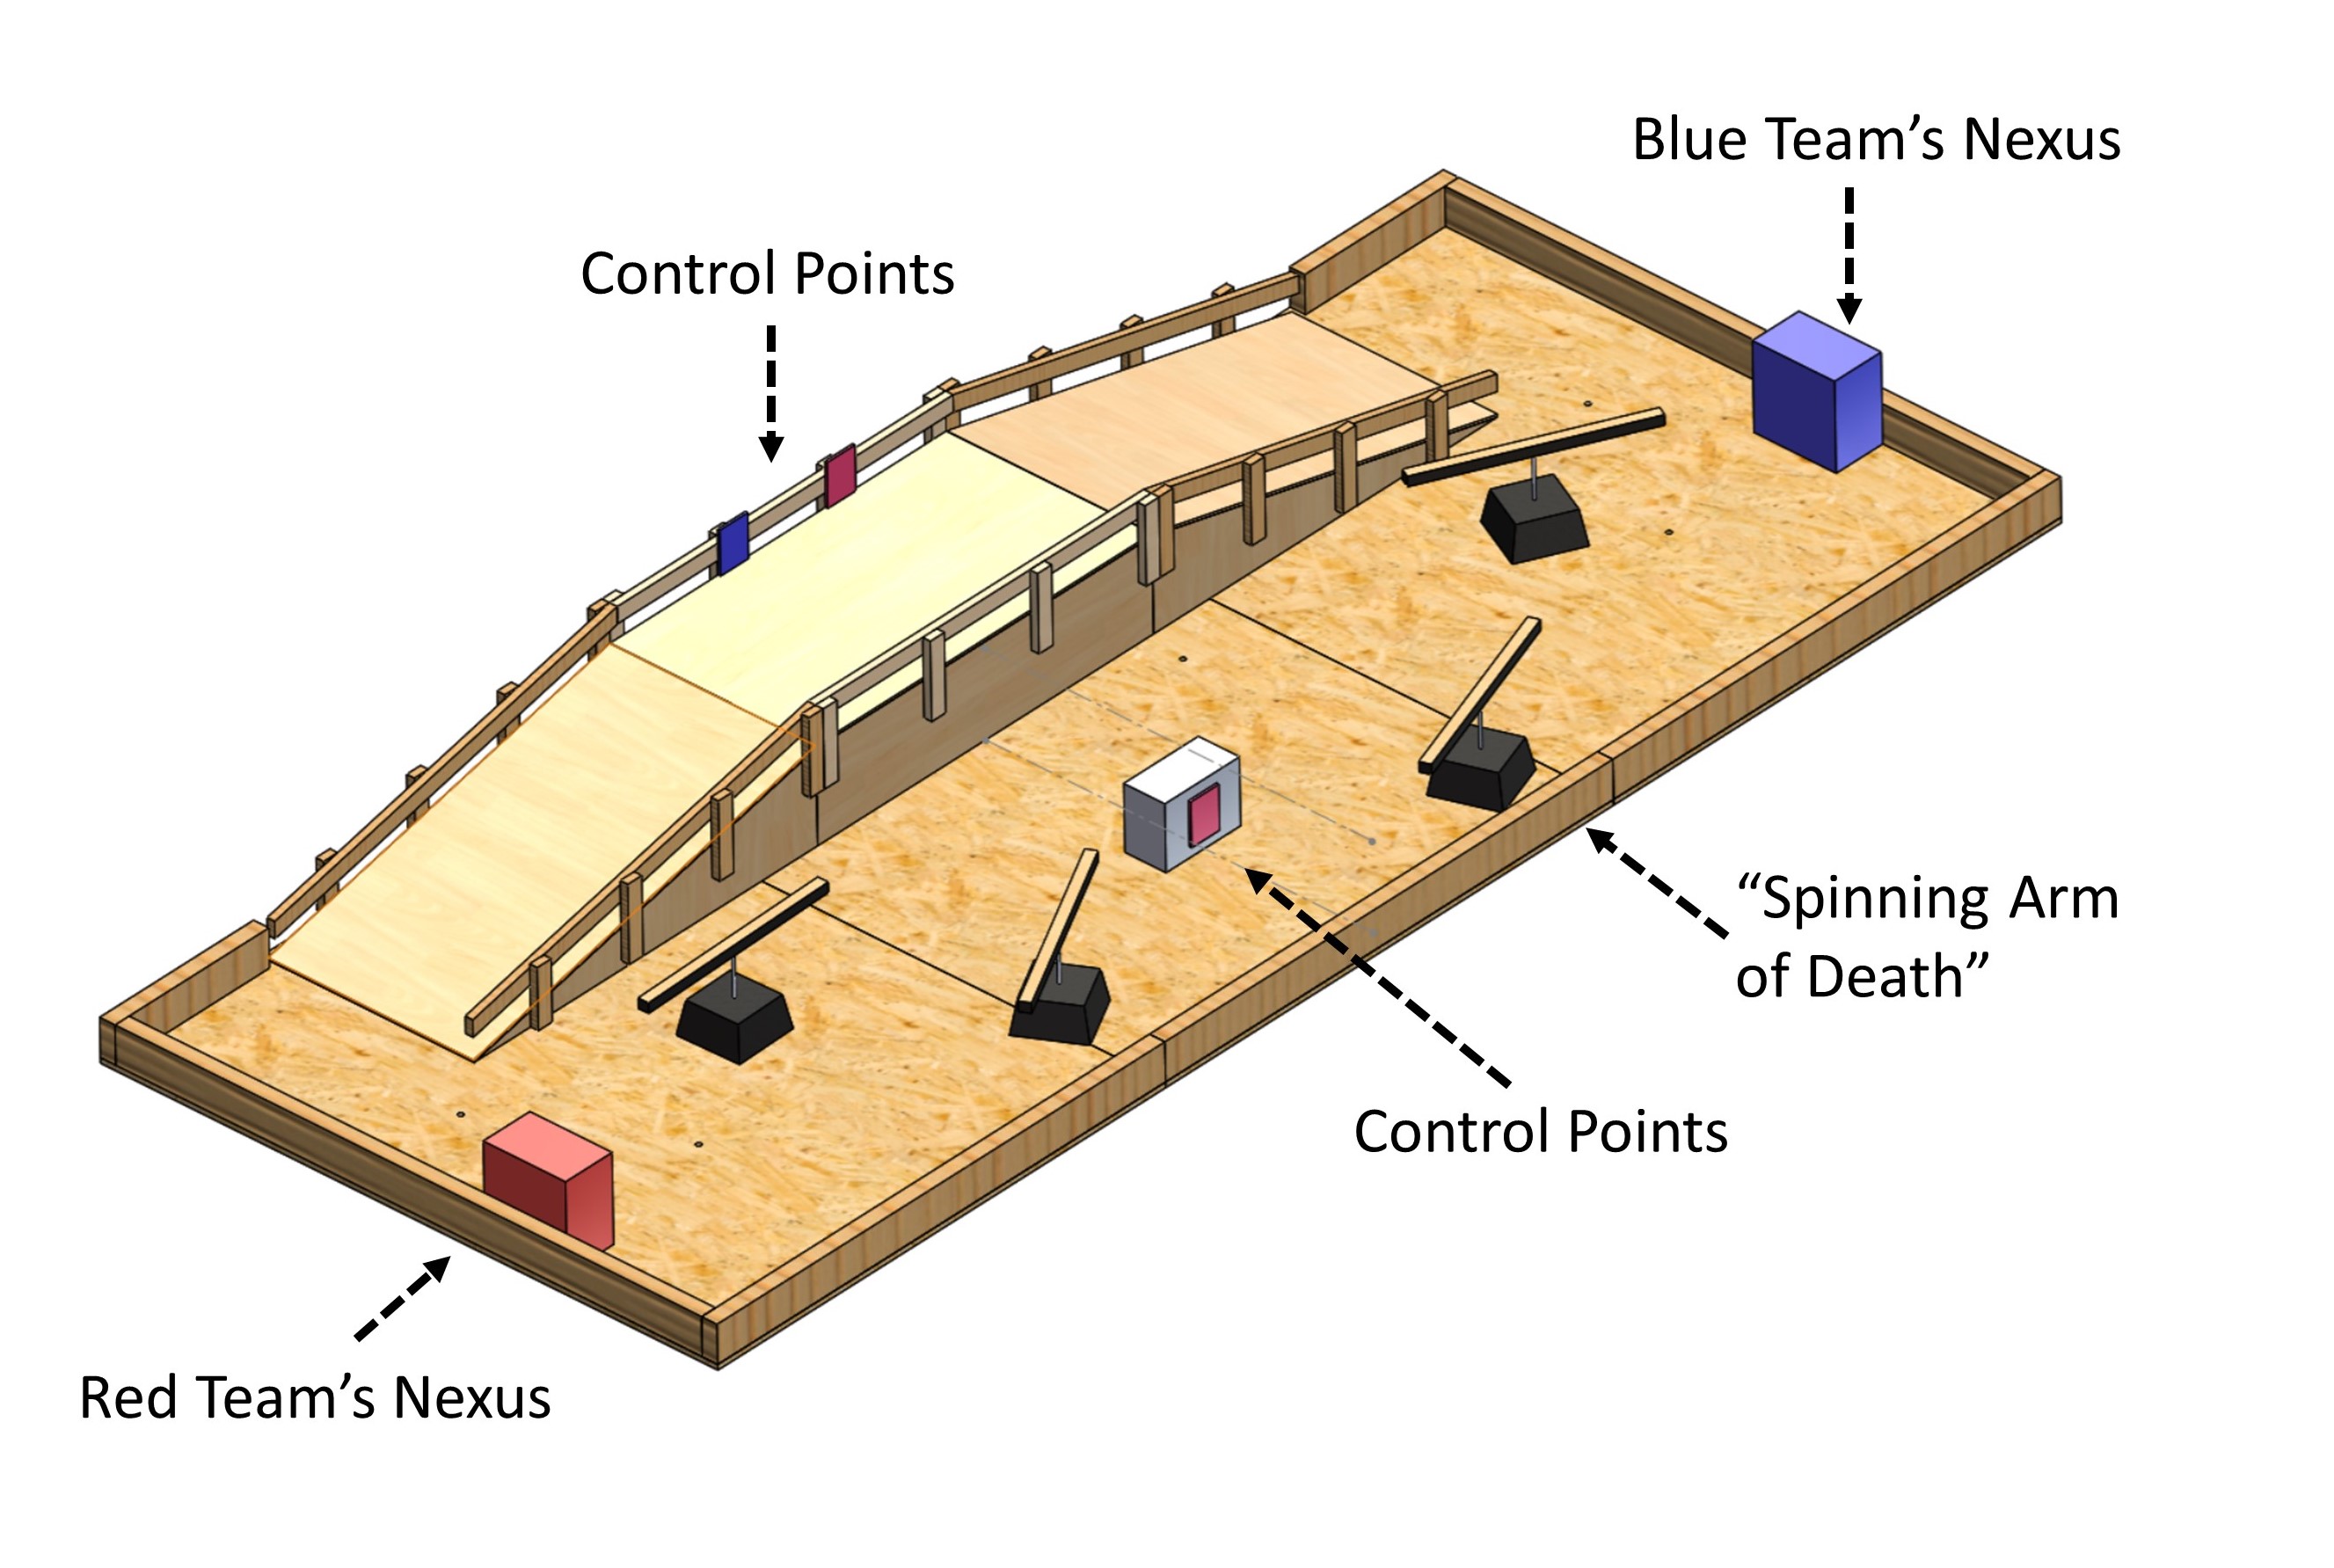 Blue Team’s Nexus
Control Points
“Spinning Arm
of Death”
Control Points
Red Team’s Nexus